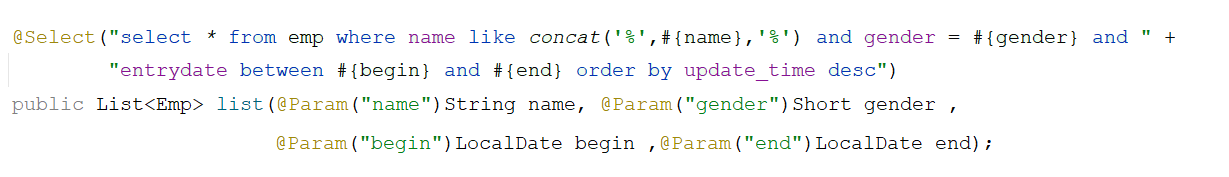 @Select("select * from emp where name like concat('%',#{name},'%') and gender = #{gender} and " +
"entrydate between #{begin} and #{end} order by update_time desc")
public List<Emp> list(@Param("name")String name, @Param("gender")Short gender ,
@Param("begin")LocalDate begin ,@Param("end")LocalDate end);